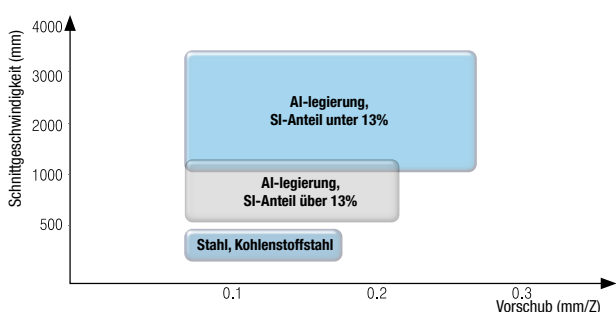 Schnittgeschwindigkeit (mm)
4000
3000
2000
1000
500
Al-legierung,
SI-Anteil unter 13%
Al-legierung,
SI-Anteil über 13%
Stahl, Kohlenstoffstahl
0.1
0.2
0.3
Vorschub (mm/Z)